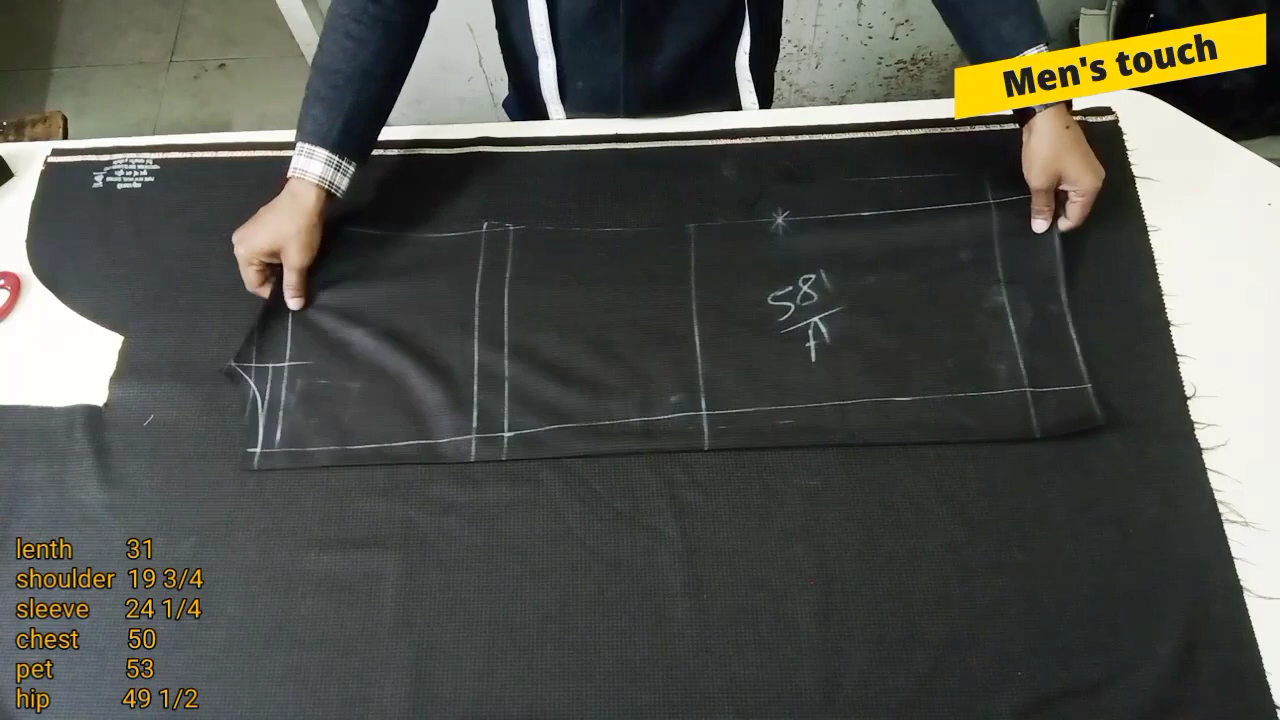 Men's touch
58'
A
lenth 31
shoulder 19 3/4
sleeve 24 1/4
chest 50
pet 53
hip 49 1/2